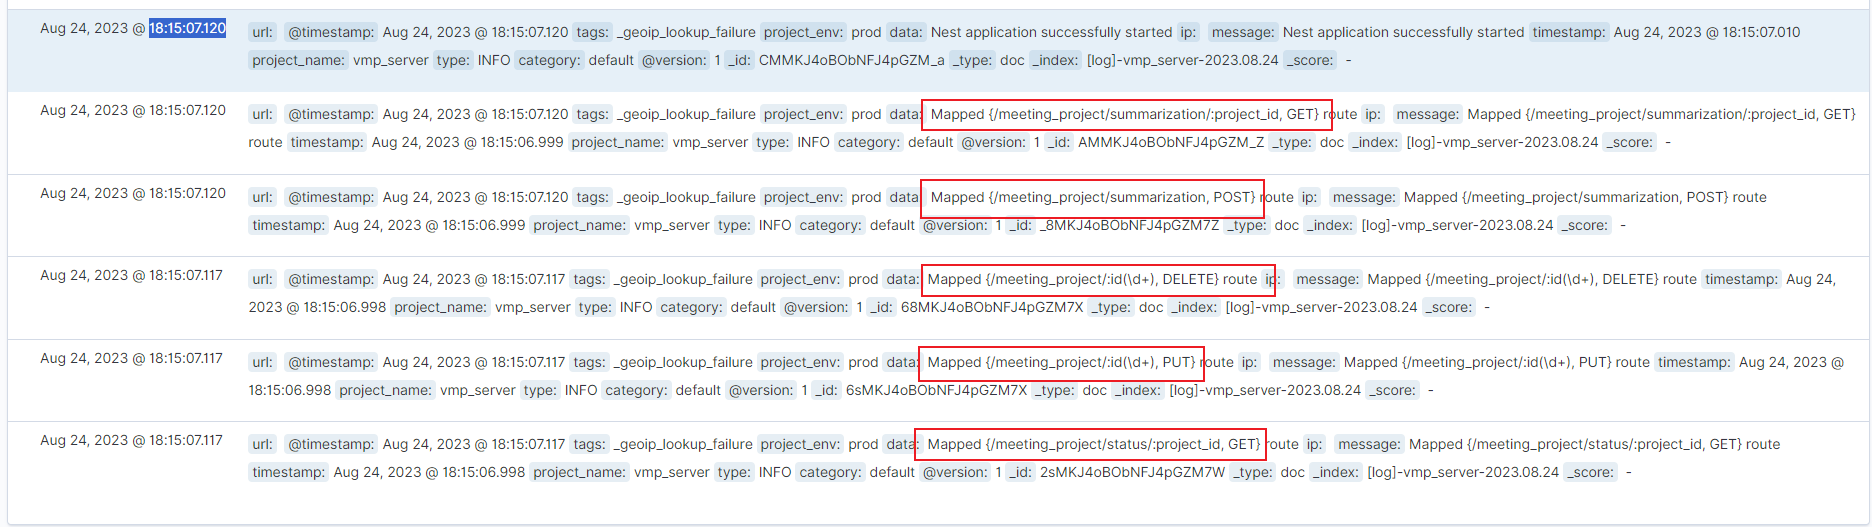 Aug 24, 2023 @ 18:15:07.120 url: @timestamp: Aug 24, 2023 @ 18:15:07.120 tags: _geoip_lookup_failure project_env: prod data: Nest application successfully started ip: message: Nest application successfully started timestamp: Aug 24, 2023 @ 18:15:07.010
project_name: vmp_server type: INFO category: default @version: 1 _id: CMMKJ4oBObNFJ4pGZM_a _type: doc _index: [log]-vmp_server-2023.08.24 _score: -
Aug 24, 2023 @ 18:15:07.120 url: @timestamp: Aug 24, 2023 @ 18:15:07.120 tags: _geoip_lookup_failure project_env: prod data: Mapped {/meeting_project/summarization/:project_id, GET} route ip: message: Mapped {/meeting_project/summarization/:project_id, GET}
route timestamp: Aug 24, 2023 @ 18:15:06.999 project_name: vmp_server type: INFO category: default @version: 1 _id: AMMKJ4oBObNFJ4pGZM_Z _type: doc _index: [log]-vmp_server-2023.08.24 _score: -
Aug 24, 2023 @ 18:15:07.120 url: @timestamp: Aug 24, 2023 @ 18:15:07.120 tags: _geoip_lookup_failure project_env: prod data: Mapped {/meeting_project/summarization, POST} route ip: message: Mapped {/meeting_project/summarization, POST} route
timestamp: Aug 24, 2023 @ 18:15:06.999 project_name: vmp_server type: INFO category: default @version: 1 _id: _8MKJ4oBObNFJ4pGZM7Z _type: doc _index: [log]-vmp_server-2023.08.24 _score: -
Aug 24, 2023 @ 18:15:07.117 url: @timestamp: Aug 24, 2023 @ 18:15:07.117 tags: _geoip_lookup_failure project_env: prod data: Mapped {/meeting_project/:id(\d+), DELETE} route ip: message: Mapped {/meeting_project/:id(\d+), DELETE} route timestamp: Aug 24,
2023 @ 18:15:06.998 project_name: vmp_server type: INFO category: default @version: 1 _id: 68MKJ4oBObNFJ4pGZM7X _type: doc _index: [log]-vmp_server-2023.08.24 _score: -
Aug 24, 2023 @ 18:15:07.117 url: @timestamp: Aug 24, 2023 @ 18:15:07.117 tags: _geoip_lookup_failure project_env: prod data: Mapped {/meeting_project/:id(\d+), PUT} route ip: message: Mapped {/meeting_project/:id(\d+), PUT} route timestamp: Aug 24, 2023 @
18:15:06.998 project_name: vmp_server type: INFO category: default @version: 1 _id: 6sMKJ4oBObNFJ4pGZM7X _type: doc _index: [log]-vmp_server-2023.08.24 _score: -
Aug 24, 2023 @ 18:15:07.117 url: @timestamp: Aug 24, 2023 @ 18:15:07.117 tags: _geoip_lookup_failure project_env: prod data: Mapped {/meeting_project/status/:project_id, GET} route ip: message: Mapped {/meeting_project/status/:project_id, GET} route
timestamp: Aug 24, 2023 @ 18:15:06.998 project_name: vmp_server type: INFO category: default @version: 1 _id: 2sMKJ4oBObNFJ4pGZM7W _type: doc _index: [log]-vmp_server-2023.08.24 _score: -